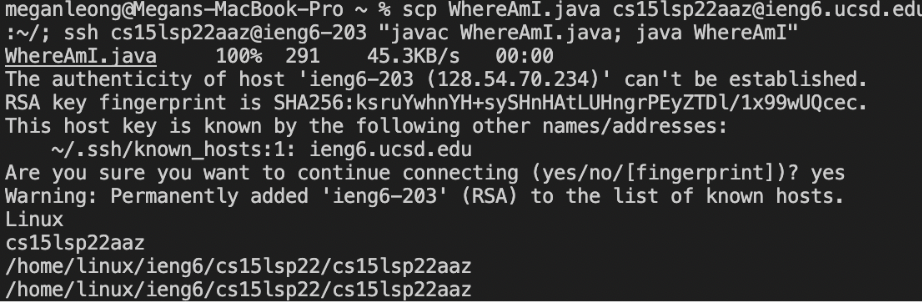 meganleong@Megans-MacBook-Pro ~ % scp WhereAmI.java cs15lsp22aaz@ieng6.ucsd.edu
:~/; ssh cs15lsp22aaz@ieng6-203 "javac WhereAmI.java; java WhereAmI"
WhereAmI.java     100%  291    45.3KB/s   00:00
The authenticity of host 'ieng6-203 (128.54.70.234)' can't be established.
RSA key fingerprint is SHA256:ksruYwhnYH+sySHnHAtLUHngrPEyZTDl/1x99wUQcec.
This host key is known by the following other names/addresses:
    ~/.ssh/known_hosts:1: ieng6.ucsd.edu
Are you sure you want to continue connecting (yes/no/[fingerprint])? yes
Warning: Permanently added 'ieng6-203' (RSA) to the list of known hosts.
Linux
cs15lsp22aaz
/home/linux/ieng6/cs15lsp22/cs15lsp22aaz
/home/linux/ieng6/cs15lsp22/cs15lsp22aaz